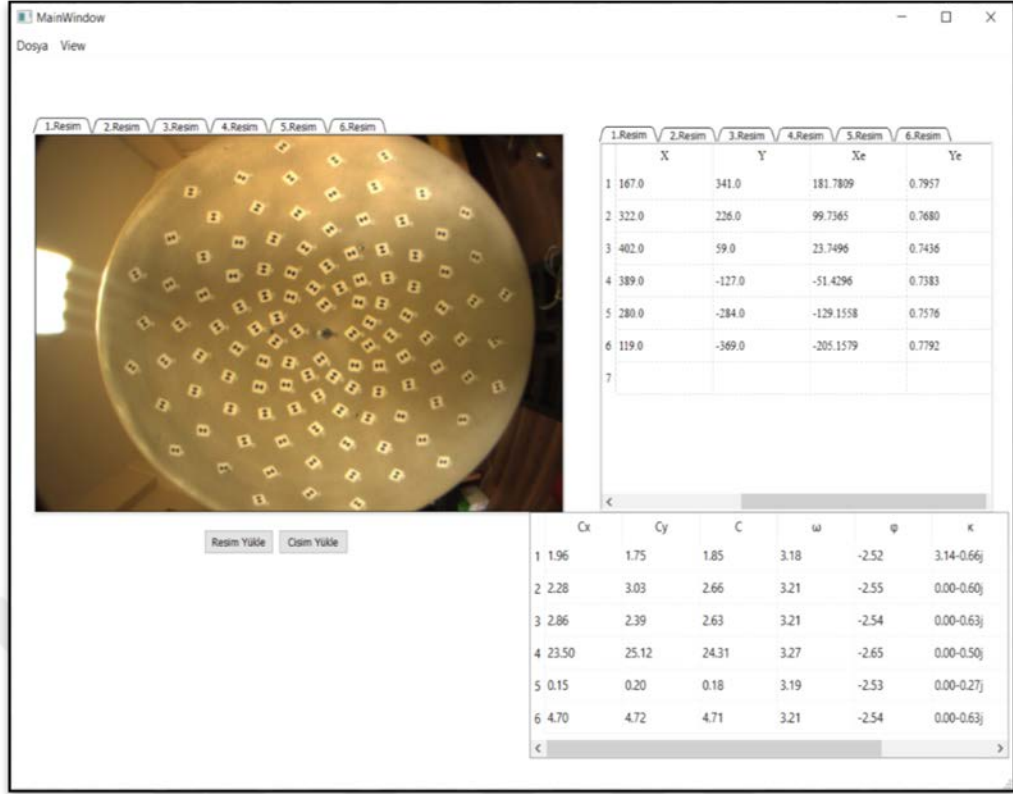 MainWindow
Dosya View
1.Resim 2.Resim 3.Resim 4.Resim 5.Resim 6.Resim
1.Resim 2.Resim 3.Resim 4.Resim 5.Resim 6.Resim
X Y Xe Ye
1 167.0 341.0 181.7809 0.7957
2 322.0 226.0 99.7365 0.7680
3 402.0 59.0 23.7496 0.7436
4 389.0 -127.0 -51.4296 0.7383
5 280.0 -284.0 -129.1558 0.7576
6 119.0 -369.0 -205.1579 0.7792
7
Resim Yükle Cisim Yükle
Cx Cy C ω φ κ
1 1.96 1.75 1.85 3.18 -2.52 3.14-0.66j
2 2.28 3.03 2.66 3.21 -2.55 0.00-0.60j
3 2.86 2.39 2.63 3.21 -2.54 0.00-0.63j
4 23.50 25.12 24.31 3.27 -2.65 0.00-0.50j
5 0.15 0.20 0.18 3.19 -2.53 0.00-0.27j
6 4.70 4.72 4.71 3.21 -2.54 0.00-0.63j